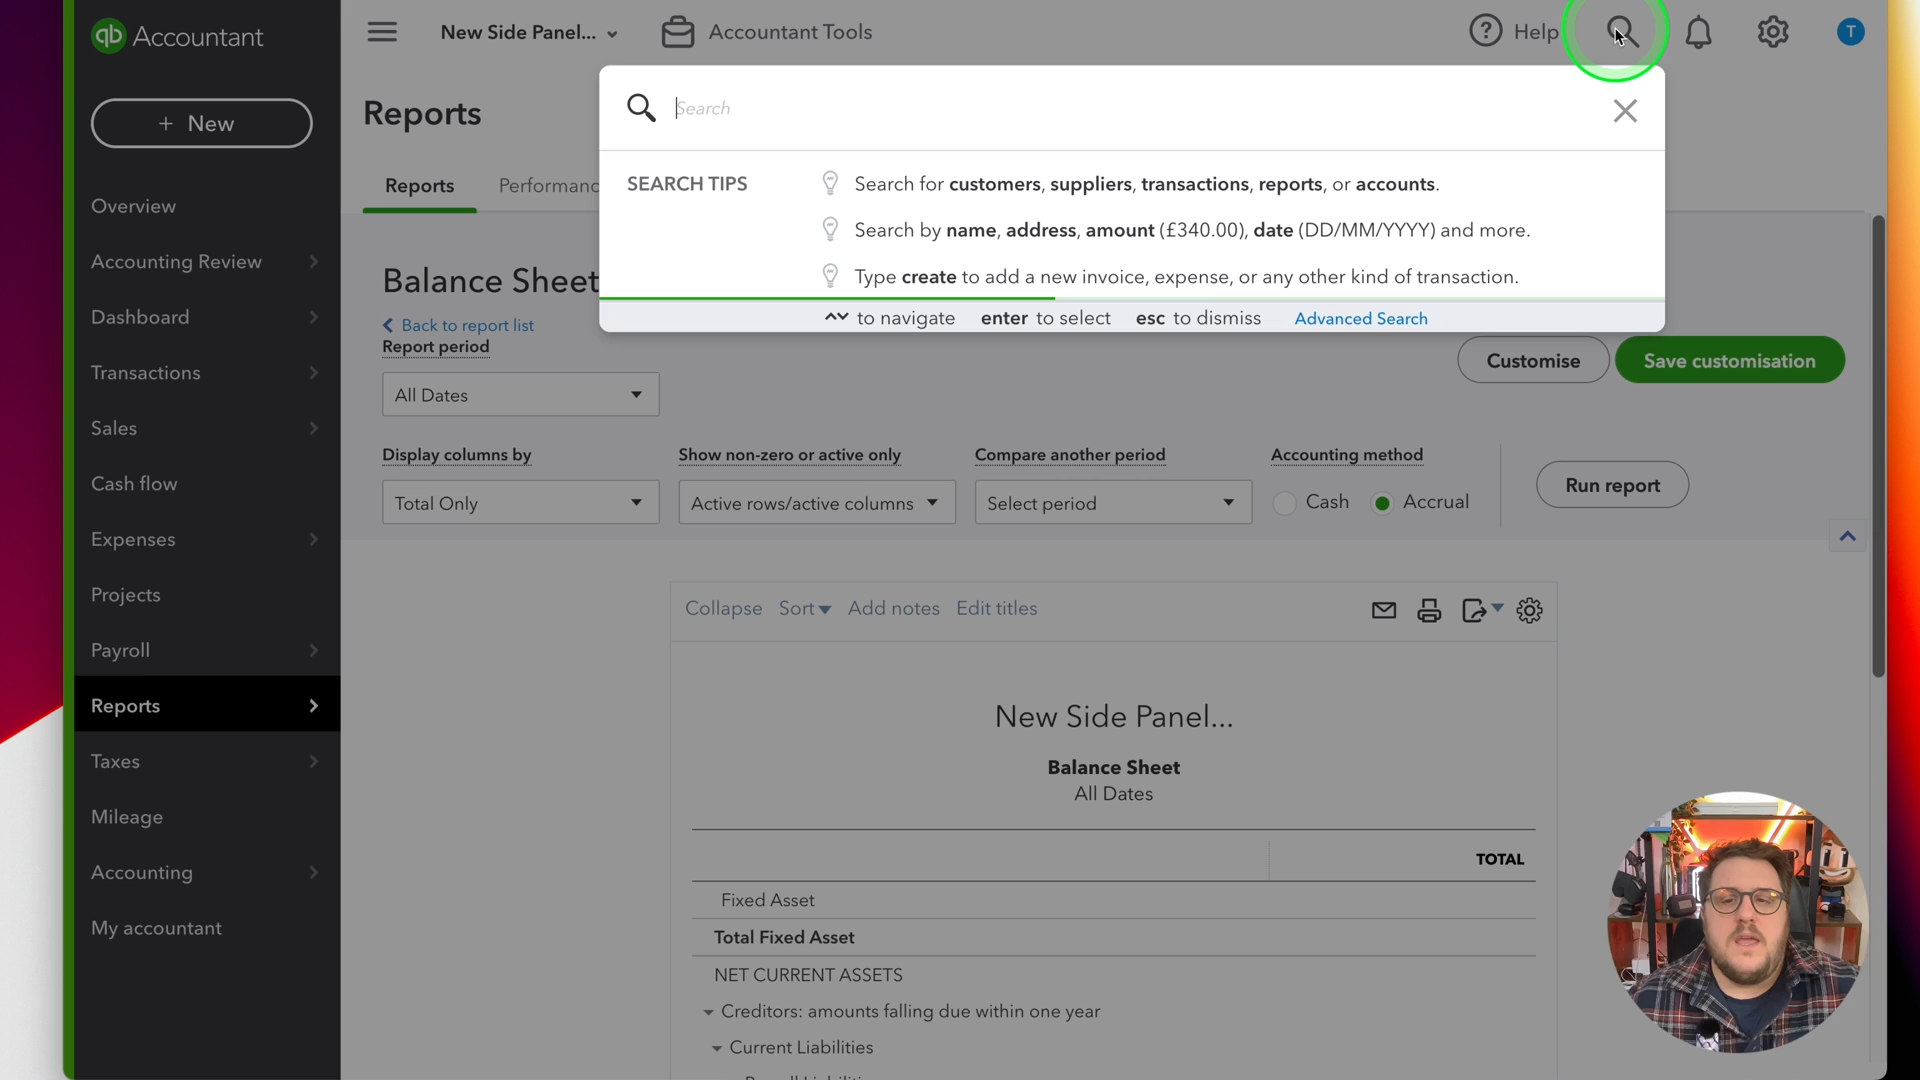 qb Accountant
New Side Panel...
Accountant Tools
Help
T
+ New
Overview
Accounting Review
Dashboard
Transactions
Sales
Cash flow
Expenses
Projects
Payroll
Reports
Taxes
Mileage
Accounting
My accountant
Reports
Search
SEARCH TIPS
Search for customers, suppliers, transactions, reports, or accounts.
Search by name, address, amount (£340.00), date (DD/MM/YYYY) and more.
Type create to add a new invoice, expense, or any other kind of transaction.
to navigate enter to select esc to dismiss Advanced Search
Reports
Balance Sheet
Back to report list
Report period
All Dates
Customise
Save customisation
Display columns by
Total Only
Show non-zero or active only
Active rows/active columns
Compare another period
Select period
Accounting method
Cash
Accrual
Run report
Collapse Sort Add notes Edit titles
New Side Panel...
Balance Sheet
All Dates
TOTAL
Fixed Asset
Total Fixed Asset
NET CURRENT ASSETS
Creditors: amounts falling due within one year
Current Liabilities